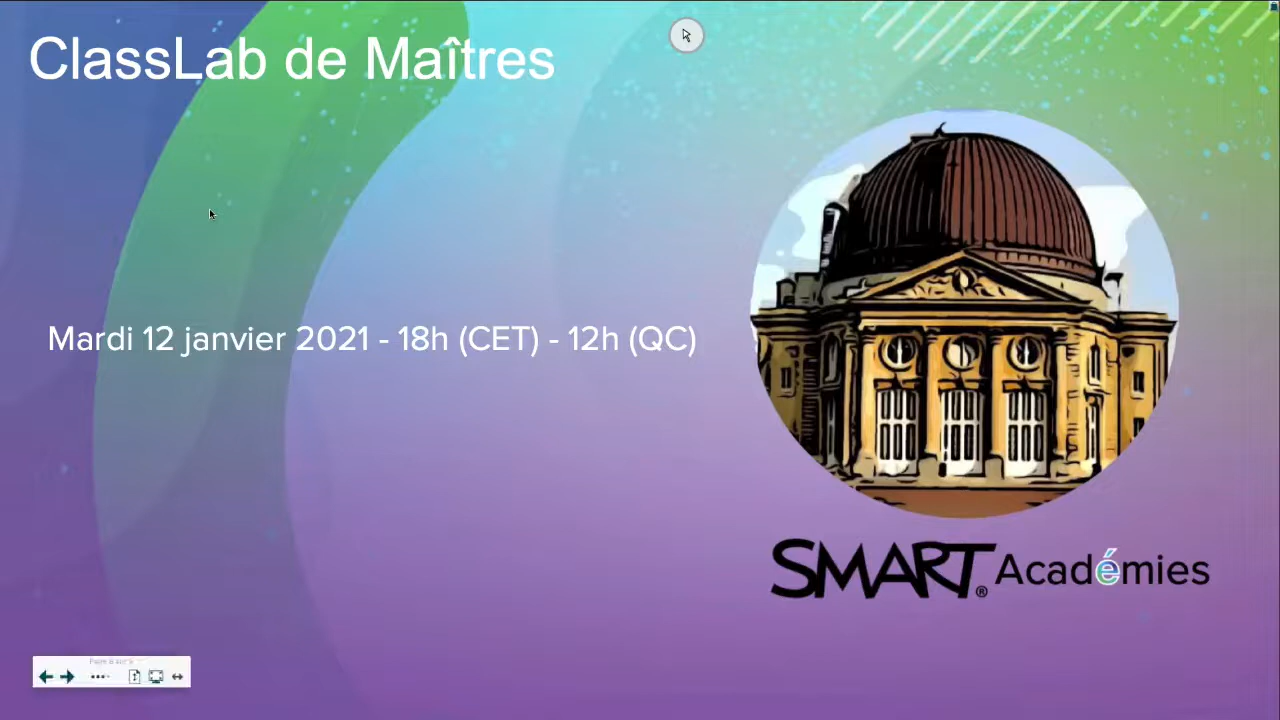 ClassLab de Maîtres
Mardi 12 janvier 2021 - 18h (CET) - 12h (QC)
SMART® Académies